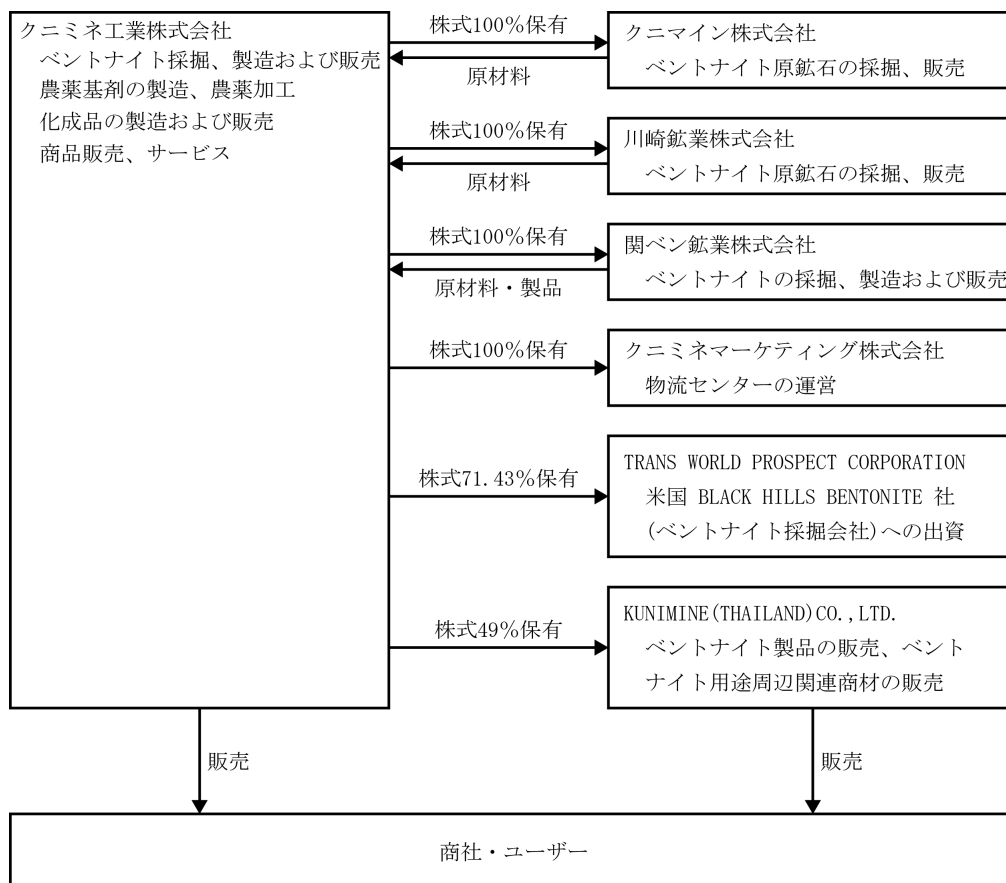 クニミネ工業株式会社
ベントナイト採掘、製造および販売
農薬基剤の製造、農薬加工
化成品の製造および販売
商品販売、サービス
株式100%保有
原材料
クニマイン株式会社
ベントナイト原鉱石の採掘、販売
株式100%保有
原材料
川崎鉱業株式会社
ベントナイト原鉱石の採掘、販売
株式100%保有
原材料・製品
関ベン鉱業株式会社
ベントナイトの採掘、製造および販売
株式100%保有
クニミネマーケティング株式会社
物流センターの運営
株式71.43%保有
TRANS WORLD PROSPECT CORPORATION
米国 BLACK HILLS BENTONITE 社
(ベントナイト採掘会社)への出資
株式49%保有
KUNIMINE(THAILAND)CO.,LTD.
ベントナイト製品の販売、ベント
ナイト用途周辺関連商材の販売
販売
販売
商社・ユーザー